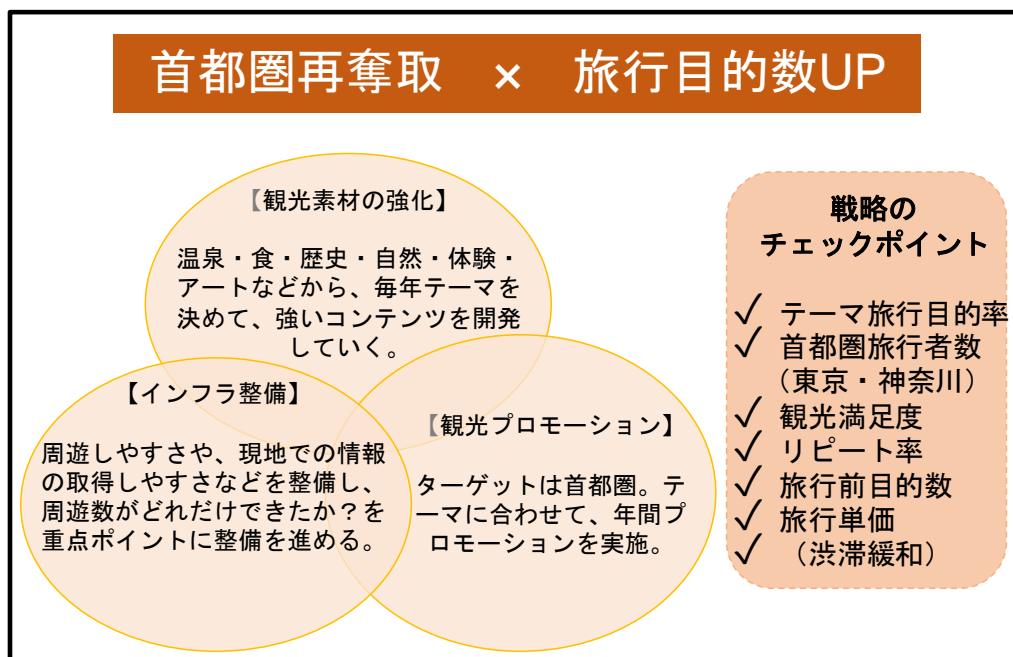 首都圏再奪取　×　旅行目的数UP
【観光素材の強化】
温泉・食・歴史・自然・体験・
アートなどから、毎年テーマを
決めて、強いコンテンツを開発
していく。
【インフラ整備】
周遊しやすさや、現地での情報
の取得しやすさなどを整備し、
周遊数がどれだけできたか？を
重点ポイントに整備を進める。
【観光プロモーション】
ターゲットは首都圏。テ
ーマに合わせて、年間プ
ロモーションを実施。
戦略の
チェックポイント
✓ テーマ旅行目的率
✓ 首都圏旅行者数
（東京・神奈川）
✓ 観光満足度
✓ リピート率
✓ 旅行前目的数
✓ 旅行単価
✓ （渋滞緩和）